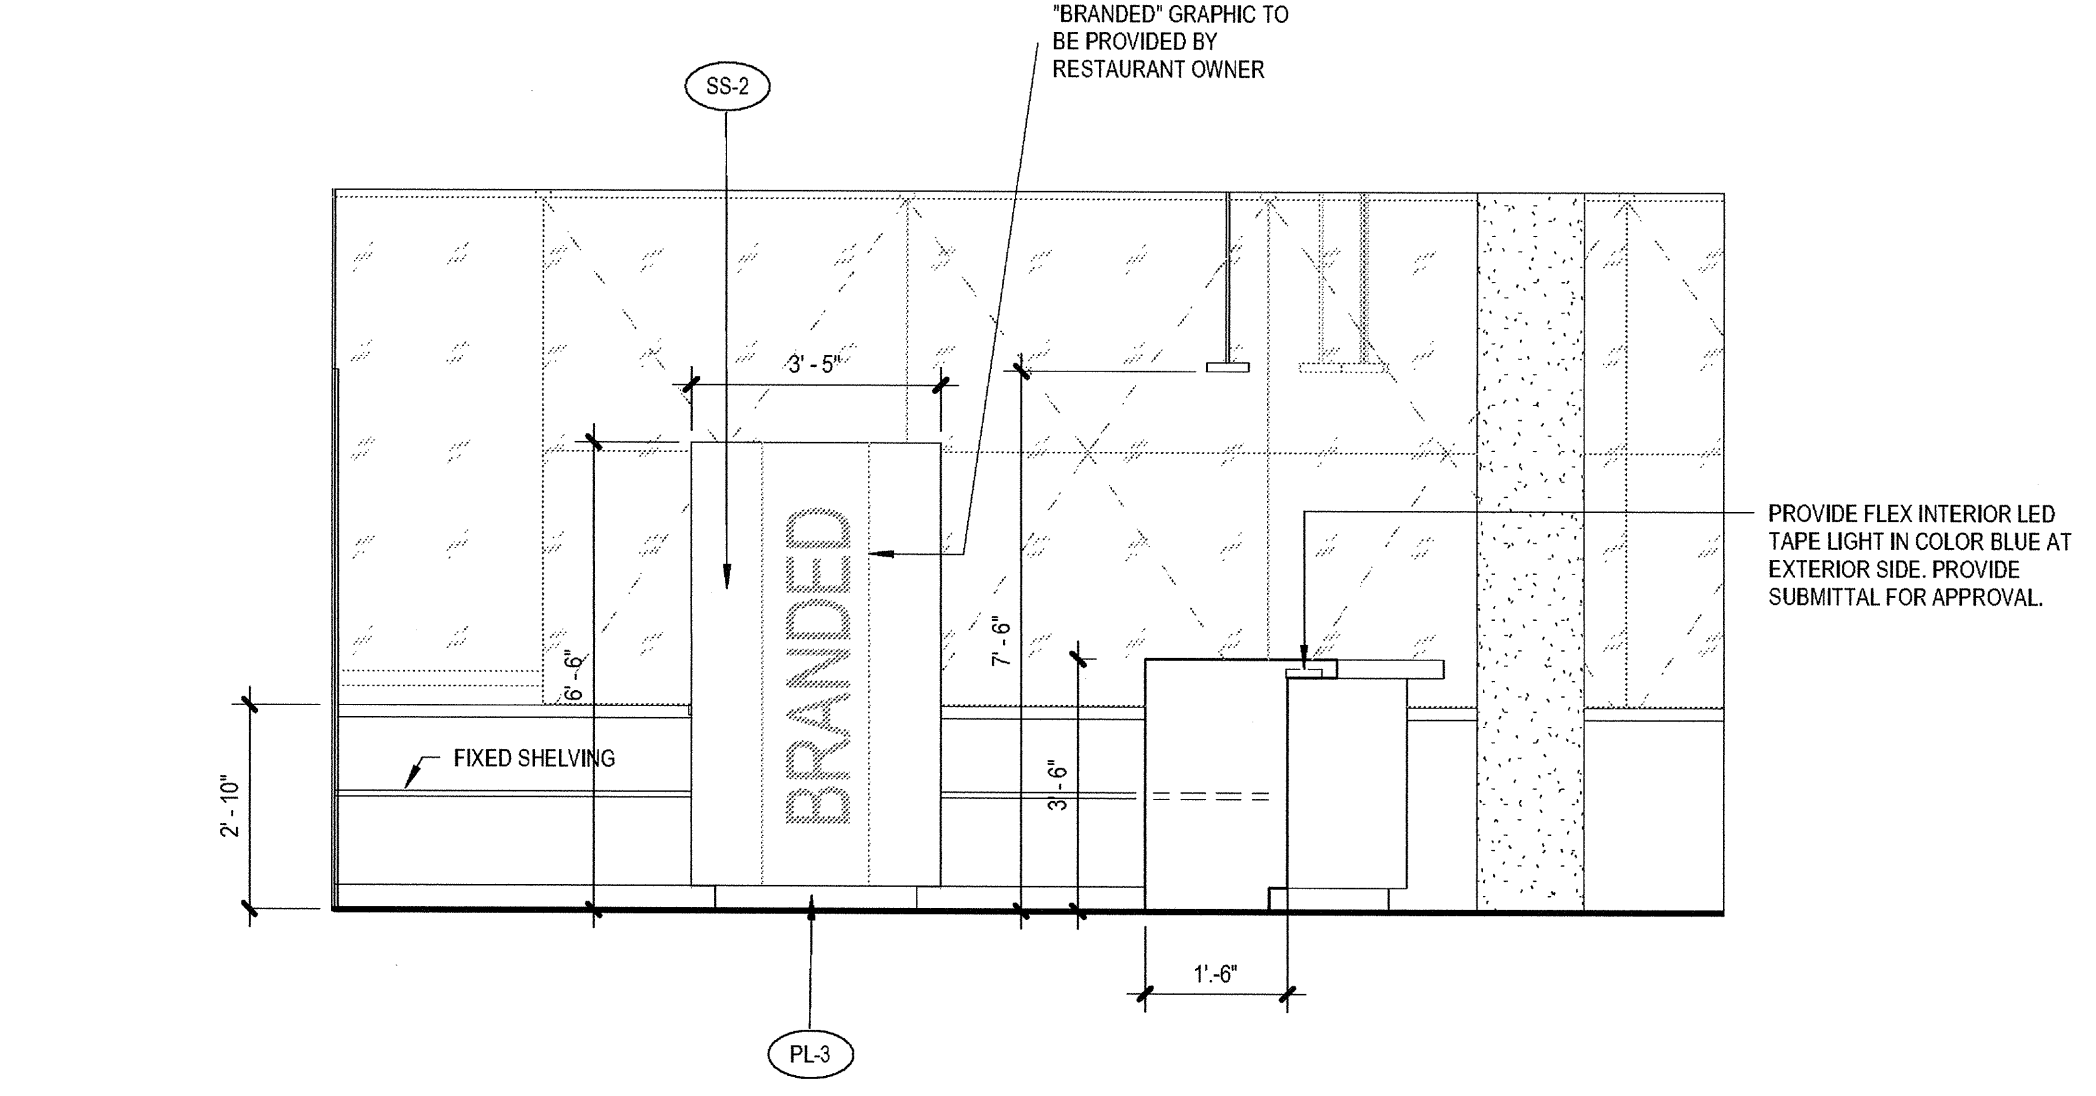 "BRANDED" GRAPHIC TO
BE PROVIDED BY
RESTAURANT OWNER
SS-2
3' - 5"
BRANDED
PROVIDE FLEX INTERIOR LED
TAPE LIGHT IN COLOR BLUE AT
EXTERIOR SIDE. PROVIDE
SUBMITTAL FOR APPROVAL.
7' - 6"
6' - 6"
FIXED SHELVING
3' - 6"
2' - 10"
1'.-6"
PL-3